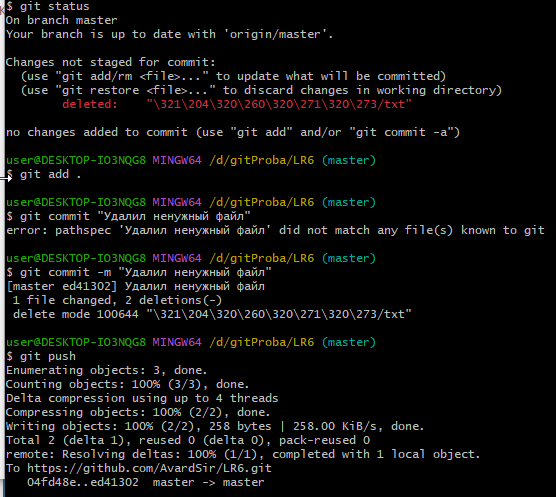 $ git status
On branch master
Your branch is up to date with 'origin/master'.
Changes not staged for commit:
(use "git add/rm <file>..." to update what will be committed)
(use "git restore <file>..." to discard changes in working directory)
deleted: "\321\204\320\260\320\271\320\273/txt"
no changes added to commit (use "git add" and/or "git commit -a")
user@DESKTOP-IO3NQG8 MINGW64 /d/gitProba/LR6 (master)
$ git add .
user@DESKTOP-IO3NQG8 MINGW64 /d/gitProba/LR6 (master)
$ git commit "Удалил ненужный файл"
error: pathspec 'Удалил ненужный файл' did not match any file(s) known to git
user@DESKTOP-IO3NQG8 MINGW64 /d/gitProba/LR6 (master)
$ git commit -m "Удалил ненужный файл"
[master ed41302] Удалил ненужный файл
1 file changed, 2 deletions(-)
delete mode 100644 "\321\204\320\260\320\271\320\273/txt"
user@DESKTOP-IO3NQG8 MINGW64 /d/gitProba/LR6 (master)
$ git push
Enumerating objects: 3, done.
Counting objects: 100% (3/3), done.
Delta compression using up to 4 threads
Compressing objects: 100% (2/2), done.
Writing objects: 100% (2/2), 258 bytes | 258.00 KiB/s, done.
Total 2 (delta 1), reused 0 (delta 0), pack-reused 0
remote: Resolving deltas: 100% (1/1), completed with 1 local object.
To https://github.com/AvardSir/LR6.git
04fd48e..ed41302 master -> master